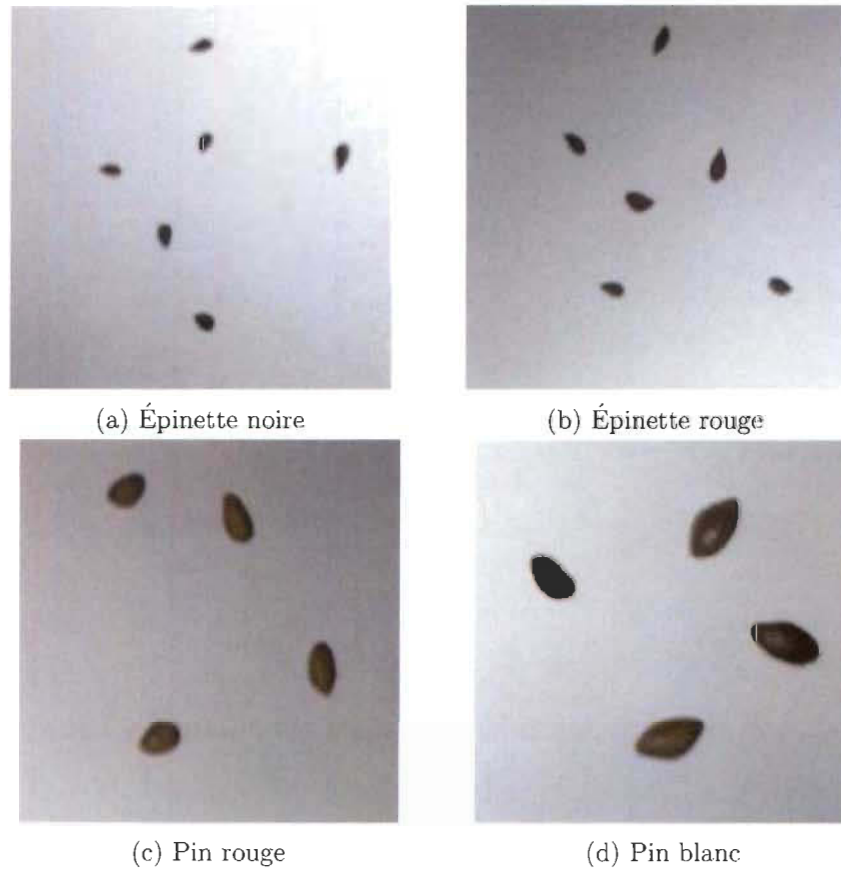 (a) Épinette noire
(b) Épinette rouge
(c) Pin rouge
(d) Pin blanc